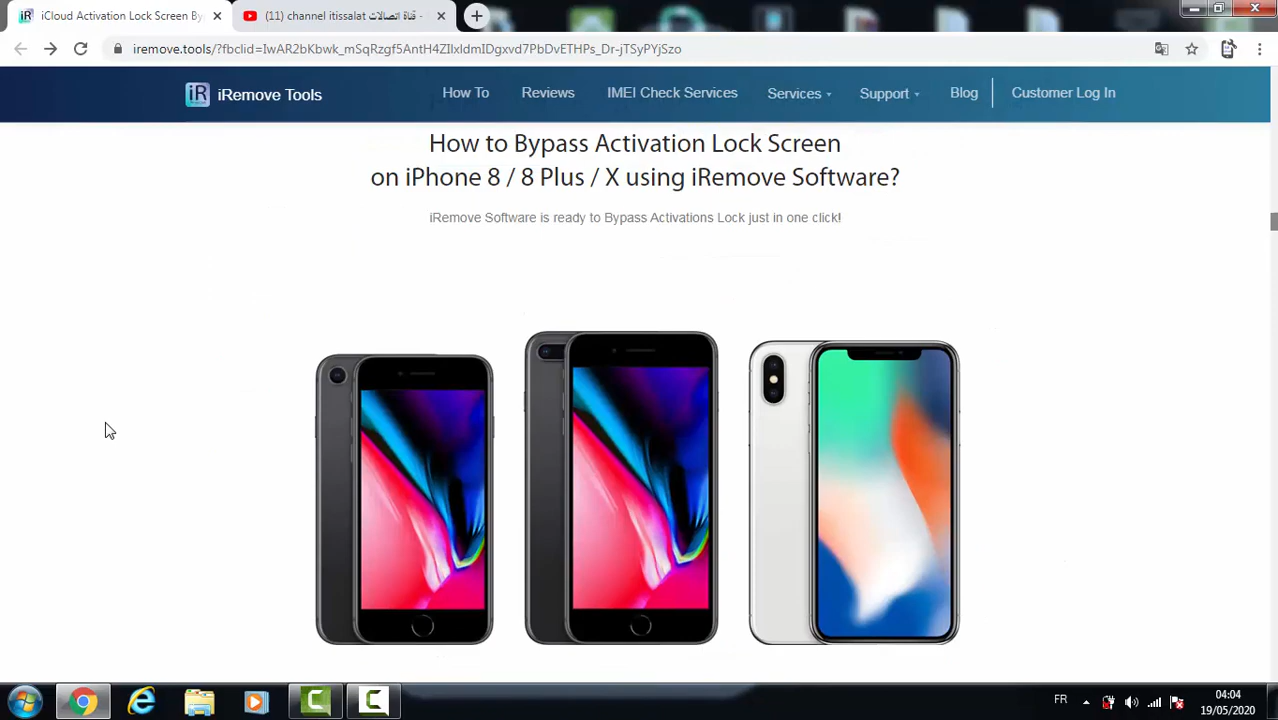 iCloud Activation Lock Screen By
(11) channel itissalat قناة اتصالات -
iremove.tools/?fbclid=IwAR2bKbwk_mSqRzgf5AntH4ZIlxldmIDgxvd7PbDvETHPs_Dr-jTSyPYjSzo
iR iRemove Tools
How To
Reviews
IMEI Check Services
Services
Support
Blog
Customer Log In
How to Bypass Activation Lock Screen
on iPhone 8 / 8 Plus / X using iRemove Software?
iRemove Software is ready to Bypass Activations Lock just in one click!
FR
04:04
19/05/2020